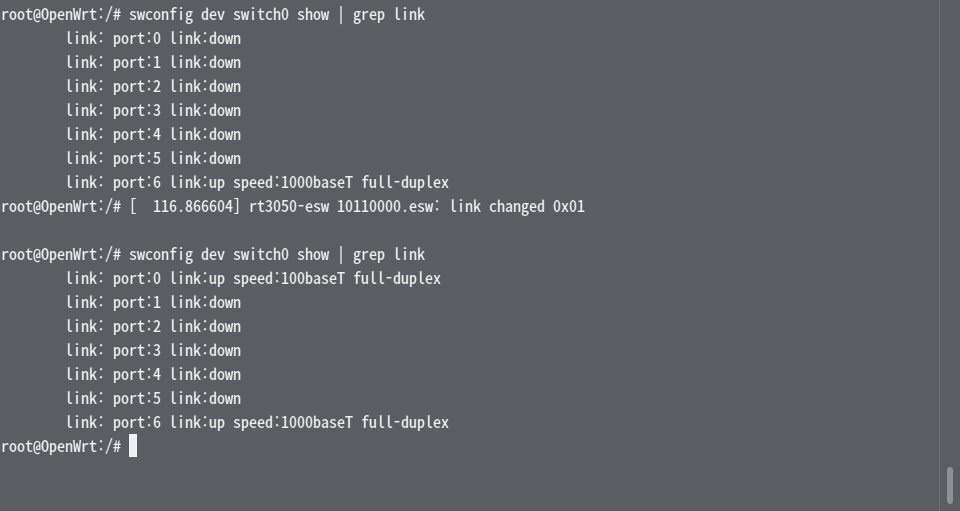 root@OpenWrt:/# swconfig dev switch0 show | grep link
link: port:0 link:down
link: port:1 link:down
link: port:2 link:down
link: port:3 link:down
link: port:4 link:down
link: port:5 link:down
link: port:6 link:up speed:1000baseT full-duplex
root@OpenWrt:/# [  116.866604] rt3050-esw 10110000.esw: link changed 0x01
root@OpenWrt:/# swconfig dev switch0 show | grep link
link: port:0 link:up speed:100baseT full-duplex
link: port:1 link:down
link: port:2 link:down
link: port:3 link:down
link: port:4 link:down
link: port:5 link:down
link: port:6 link:up speed:1000baseT full-duplex
root@OpenWrt:/#